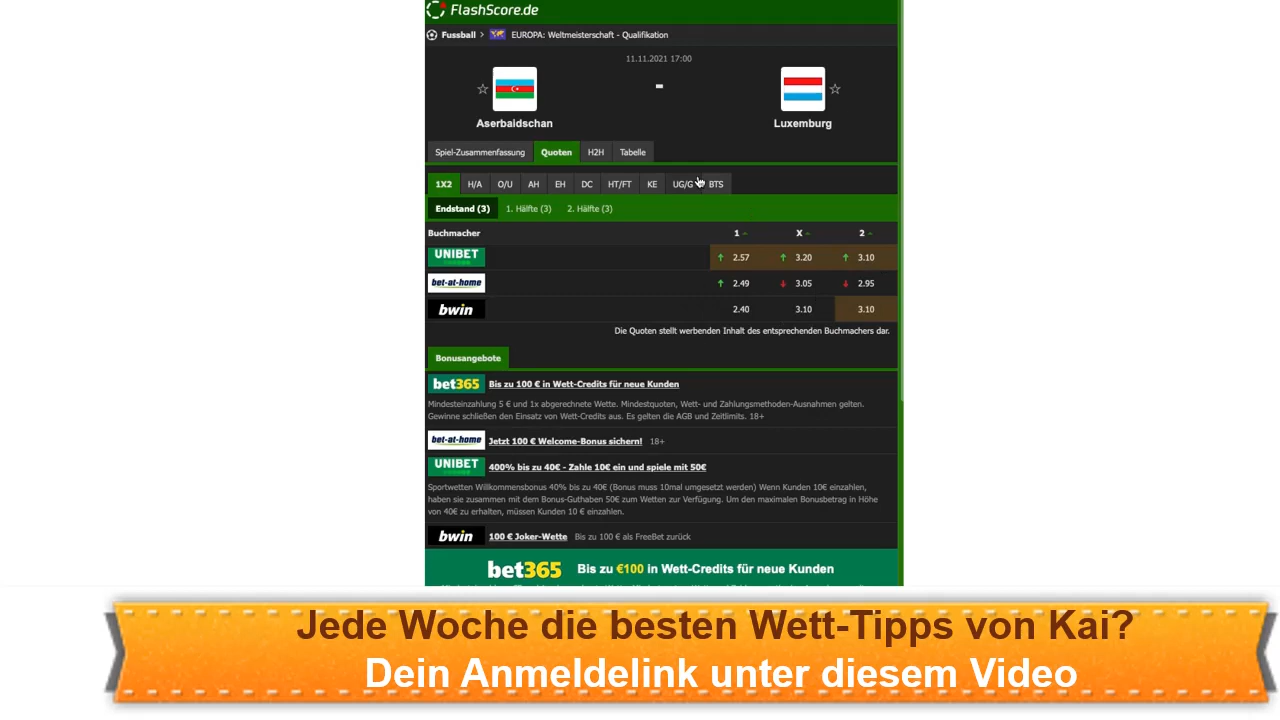 FlashScore.de
Fussball > EUROPA: Weltmeisterschaft - Qualifikation
11.11.2021 17:00
-
Aserbaidschan Luxemburg
Spiel-Zusammenfassung Quoten H2H Tabelle
1X2 H/A O/U AH EH DC HT/FT KE UG/G BTS
Endstand (3) 1. Hälfte (3) 2. Hälfte (3)
Buchmacher 1 X 2
UNIBET 2.57 3.20 3.10
bet-at-home 2.49 3.05 2.95
bwin 2.40 3.10 3.10
Die Quoten stellt werbenden Inhalt des entsprechenden Buchmachers dar.
Bonusangebote
bet365 Bis zu 100 € in Wett-Credits für neue Kunden
Mindesteinzahlung 5 € und 1x abgerechnete Wette. Mindestquoten, Wett- und Zahlungsmethoden-Ausnahmen gelten.
Gewinne schließen den Einsatz von Wett-Credits aus. Es gelten die AGB und Zeitlimits. 18+
bet-at-home Jetzt 100 € Welcome-Bonus sichern! 18+
UNIBET 400% bis zu 40€ - Zahle 10€ ein und spiele mit 50€
Sportwetten Willkommensbonus 40% bis zu 40€ (Bonus muss 10mal umgesetzt werden) Wenn Kunden 10€ einzahlen,
haben sie zusammen mit dem Bonus-Guthaben 50€ zum Wetten zur Verfügung. Um den maximalen Bonusbetrag in Höhe
von 40€ zu erhalten, müssen Kunden 10 € einzahlen.
bwin 100 € Joker-Wette Bis zu 100 € als FreeBet zurück
bet365 Bis zu €100 in Wett-Credits für neue Kunden
Jede Woche die besten Wett-Tipps von Kai?
Dein Anmeldelink unter diesem Video